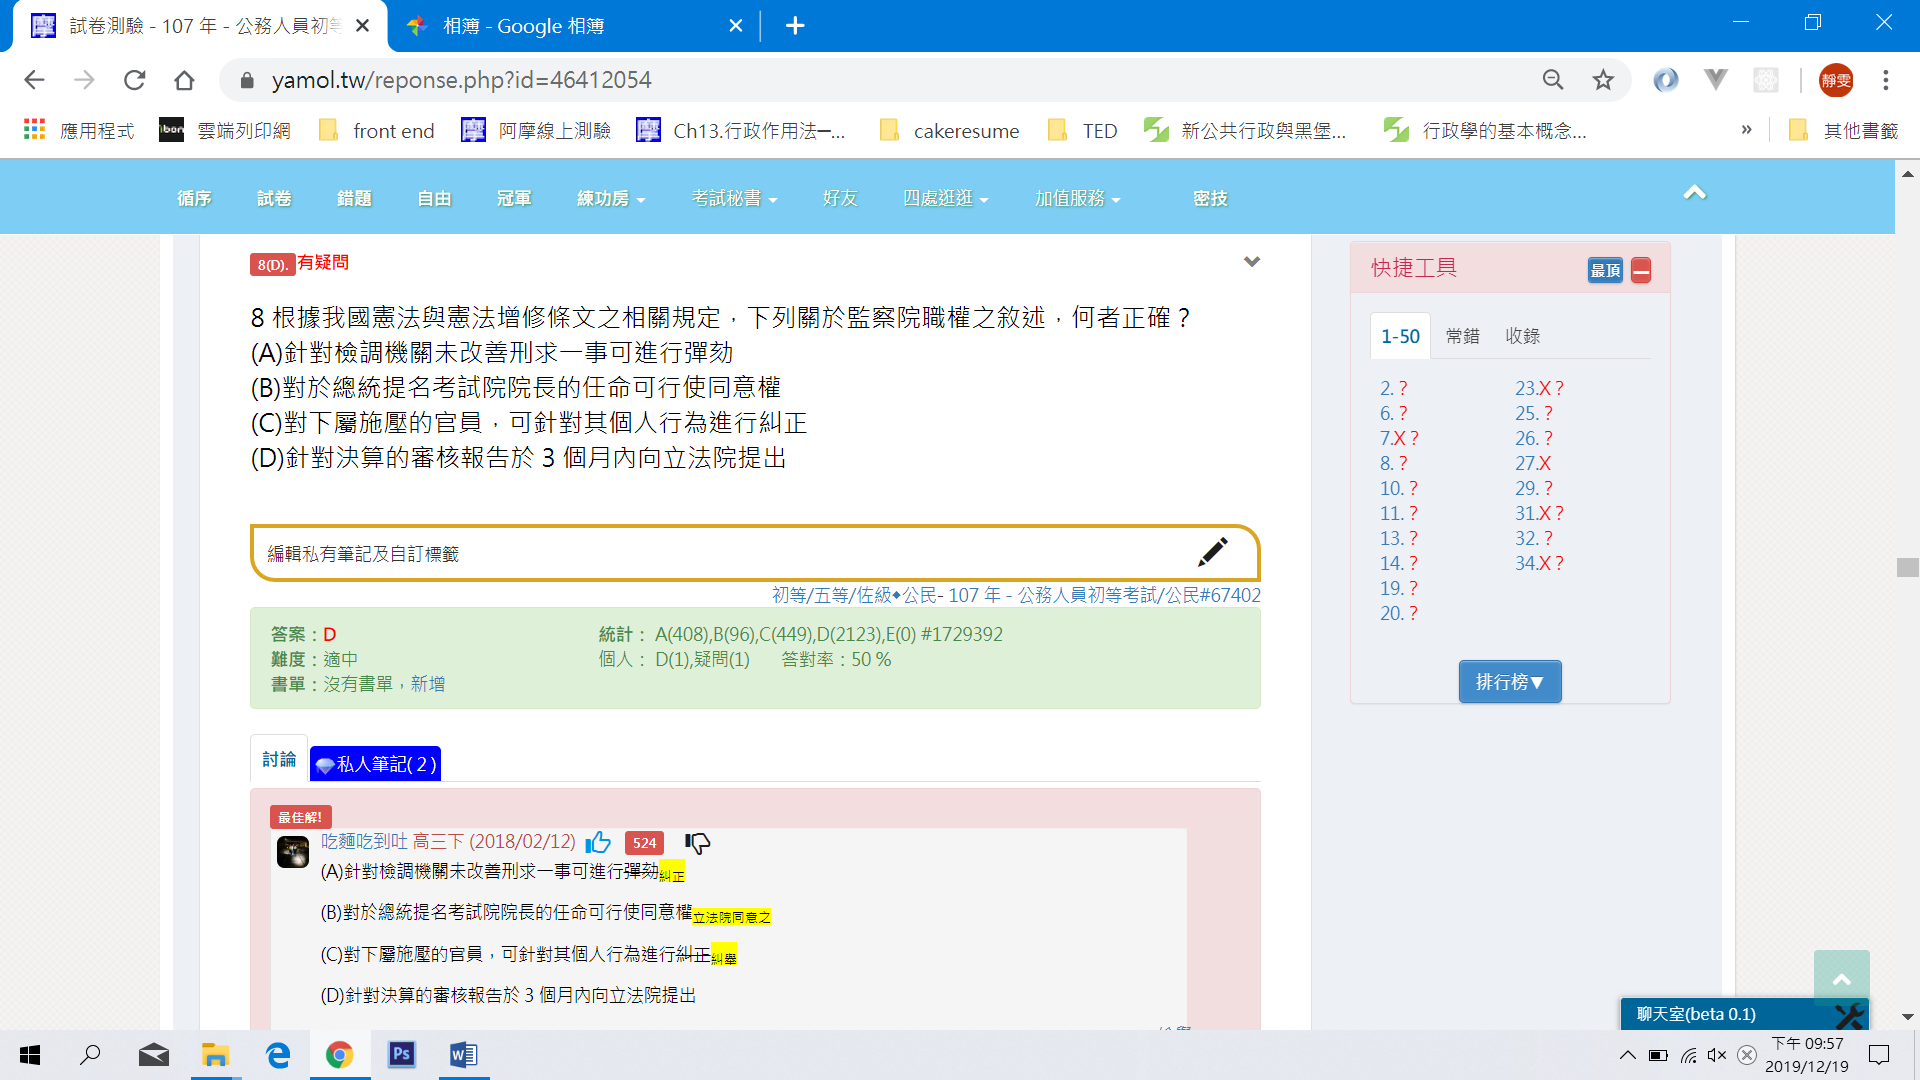 試卷測驗 - 107 年 - 公務人員初等
相簿 - Google 相簿
yamol.tw/reponse.php?id=46412054
靜雯
應用程式
ibon
雲端列印網
front end
阿摩線上測驗
Ch13.行政作用法一...
cakeresume
TED
新公共行政與黑堡...
行政學的基本概念...
»
其他書籤
循序
試卷
錯題
自由
冠軍
練功房
考試秘書
好友
四處逛逛
加值服務
密技
8(D).
有疑問
8 根據我國憲法與憲法增修條文之相關規定，下列關於監察院職權之敘述，何者正確？
(A)針對檢調機關未改善刑求一事可進行彈劾
(B)對於總統提名考試院院長的任命可行使同意權
(C)對下屬施壓的官員，可針對其個人行為進行糾正
(D)針對決算的審核報告於 3 個月內向立法院提出
編輯私有筆記及自訂標籤
初等/五等/佐級◆公民- 107 年 - 公務人員初等考試/公民#67402
答案：D
難度：適中
書單：沒有書單，新增
統計： A(408),B(96),C(449),D(2123),E(0) #1729392
個人： D(1),疑問(1) 答對率：50 %
討論
私人筆記( 2 )
最佳解!
吃麵吃到吐 高三下 (2018/02/12)
524
(A)針對檢調機關未改善刑求一事可進行彈劾糾正
(B)對於總統提名考試院院長的任命可行使同意權立法院同意之
(C)對下屬施壓的官員，可針對其個人行為進行糾正糾舉
(D)針對決算的審核報告於 3 個月內向立法院提出
快捷工具
最頂
1-50
常錯
收錄
2. ?
6. ?
7.X ?
8. ?
10. ?
11. ?
13. ?
14. ?
19. ?
20. ?
23.X ?
25. ?
26. ?
27.X
29. ?
31.X ?
32. ?
34.X ?
排行榜▼
聊天室(beta 0.1)
Ps
下午 09:57
2019/12/19